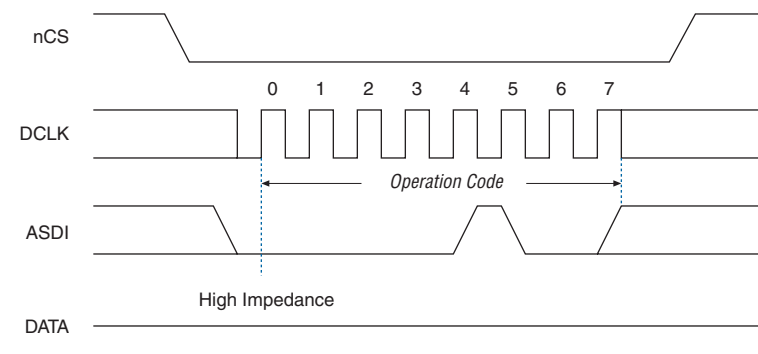 nCS
0 1 2 3 4 5 6 7
DCLK
Operation Code
ASDI
High Impedance
DATA